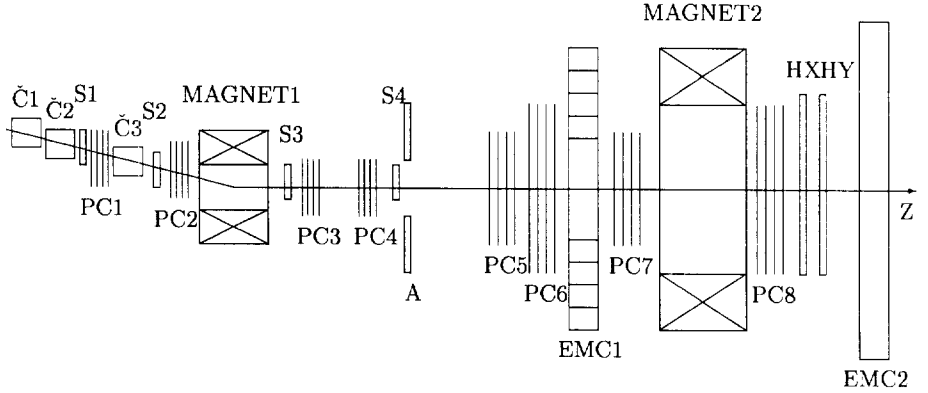 MAGNET2
HXHY
Č1
Č2
S1
Č3
S2
MAGNET1
S3
S4
PC1
PC2
PC3
PC4
A
PC5
PC6
EMC1
PC7
PC8
Z
EMC2